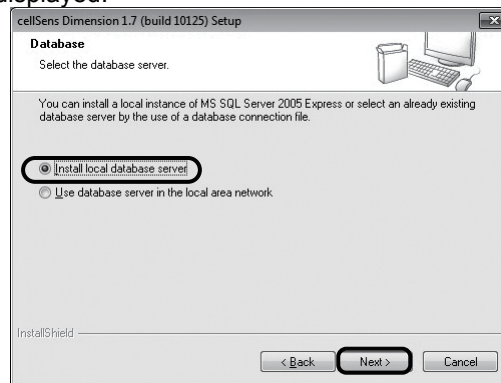 cellSens Dimension 1.7 (build 10125) Setup
Database
Select the database server.
You can install a local instance of MS SQL Server 2005 Express or select an already existing
database server by the use of a database connection file.
Install local database server
Use database server in the local area network
InstallShield
< Back
Next >
Cancel